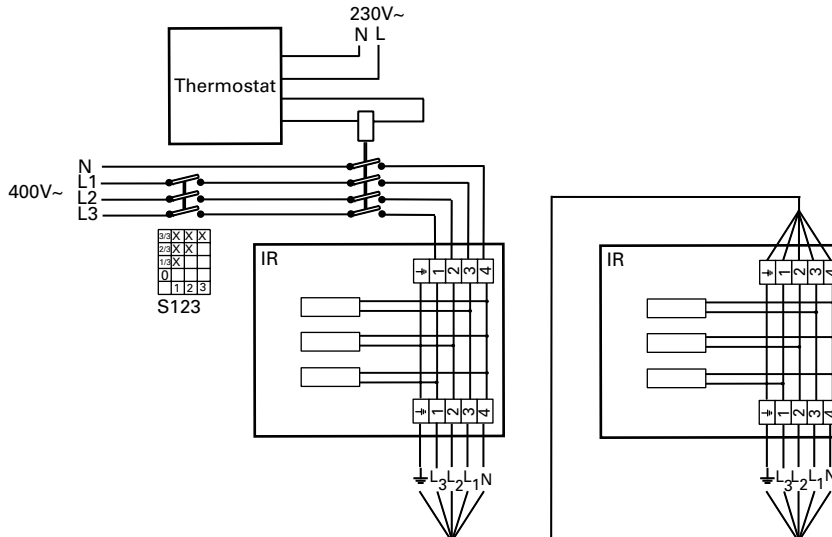 230V~
N L
Thermostat
400V~
N
L1
L2
L3
3/3 X X X
2/3 X X
1/3 X
0
1 2 3
S123
IR
1 2 3 4
1 2 3 4
L3 L2 L1 N
IR
1 2 3 4
1 2 3 4
L3 L2 L1 N